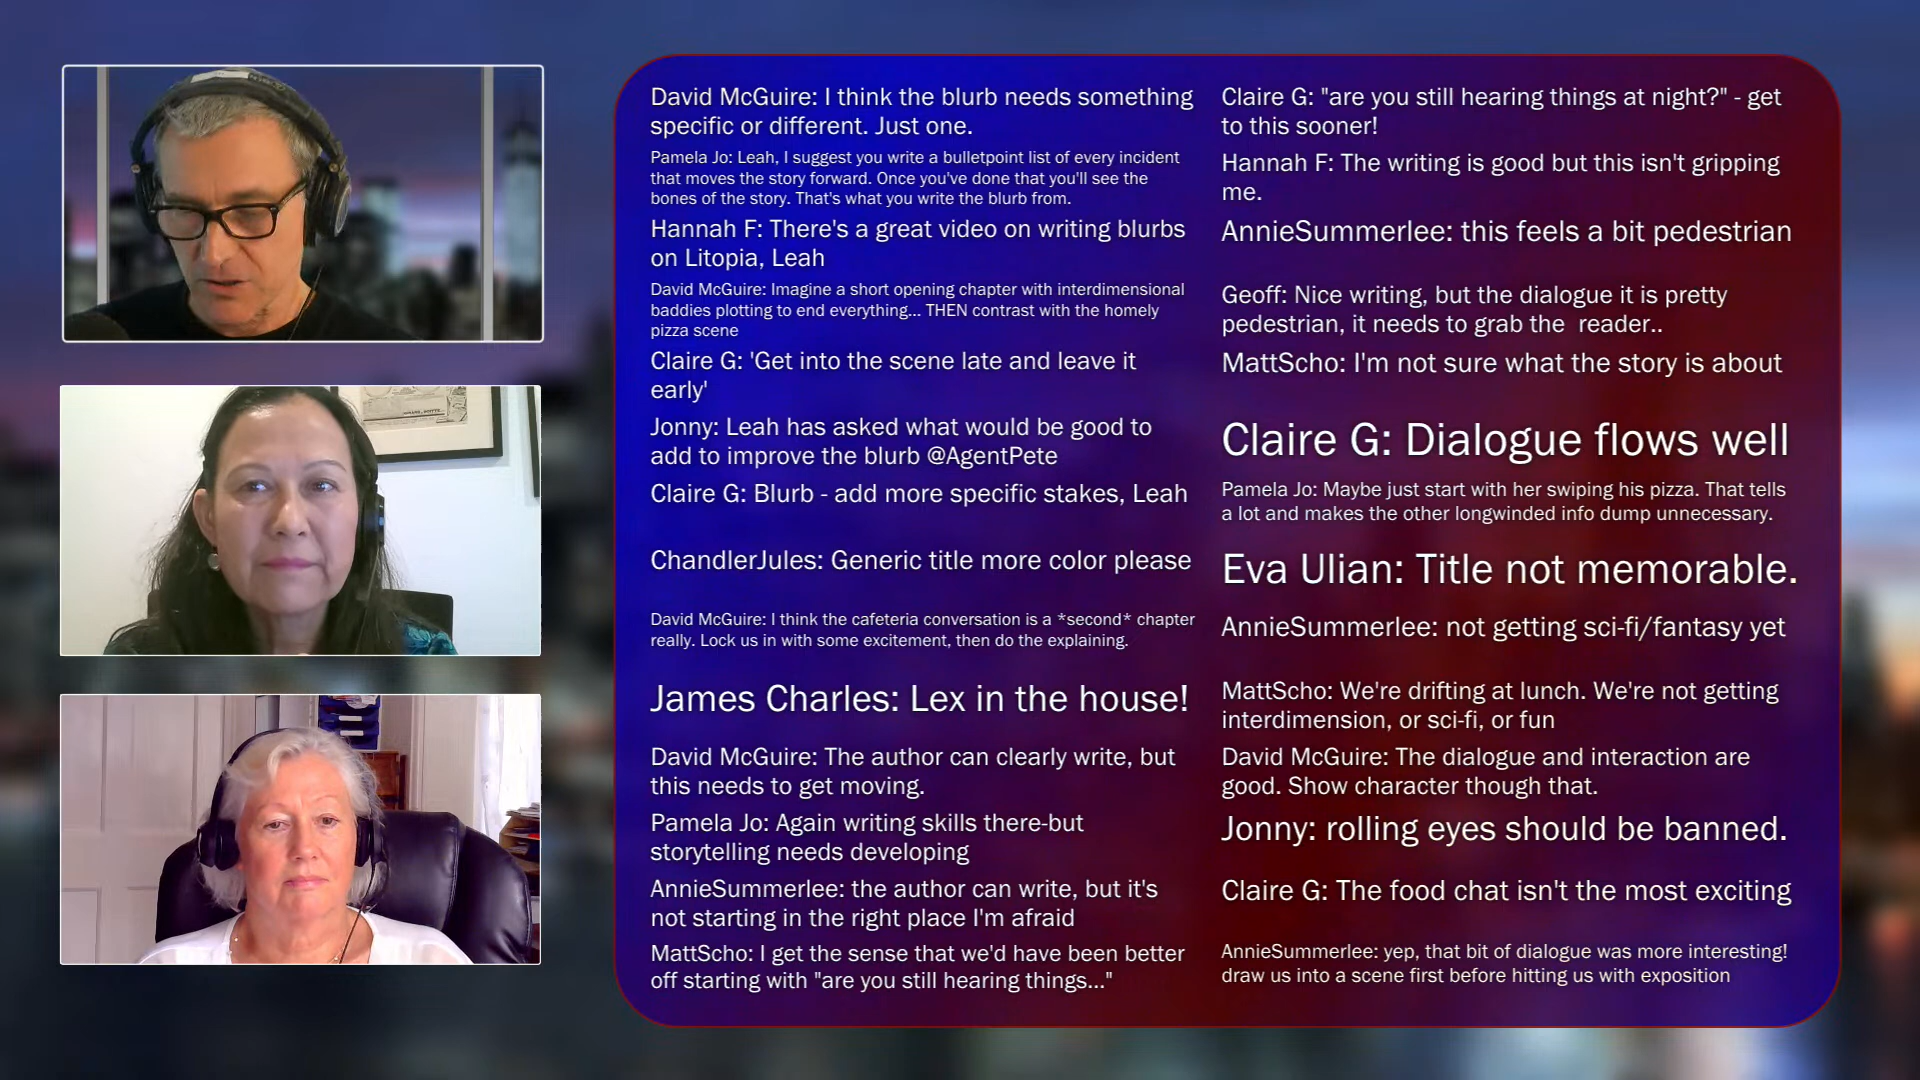 David McGuire: I think the blurb needs something
specific or different. Just one.
Pamela Jo: Leah, I suggest you write a bulletpoint list of every incident
that moves the story forward. Once you've done that you'll see the
bones of the story. That's what you write the blurb from.
Hannah F: There's a great video on writing blurbs
on Litopia, Leah
David McGuire: Imagine a short opening chapter with interdimensional
baddies plotting to end everything... THEN contrast with the homely
pizza scene
Claire G: 'Get into the scene late and leave it
early'
Jonny: Leah has asked what would be good to
add to improve the blurb @AgentPete
Claire G: Blurb - add more specific stakes, Leah
ChandlerJules: Generic title more color please
David McGuire: I think the cafeteria conversation is a *second* chapter
really. Lock us in with some excitement, then do the explaining.
James Charles: Lex in the house!
David McGuire: The author can clearly write, but
this needs to get moving.
Pamela Jo: Again writing skills there-but
storytelling needs developing
AnnieSummerlee: the author can write, but it's
not starting in the right place I'm afraid
MattScho: I get the sense that we'd have been better
off starting with "are you still hearing things..."
Claire G: "are you still hearing things at night?" - get
to this sooner!
Hannah F: The writing is good but this isn't gripping
me.
AnnieSummerlee: this feels a bit pedestrian
Geoff: Nice writing, but the dialogue it is pretty
pedestrian, it needs to grab the  reader..
MattScho: I'm not sure what the story is about
Claire G: Dialogue flows well
Pamela Jo: Maybe just start with her swiping his pizza. That tells
a lot and makes the other longwinded info dump unnecessary.
Eva Ulian: Title not memorable.
AnnieSummerlee: not getting sci-fi/fantasy yet
MattScho: We're drifting at lunch. We're not getting
interdimension, or sci-fi, or fun
David McGuire: The dialogue and interaction are
good. Show character though that.
Jonny: rolling eyes should be banned.
Claire G: The food chat isn't the most exciting
AnnieSummerlee: yep, that bit of dialogue was more interesting!
draw us into a scene first before hitting us with exposition